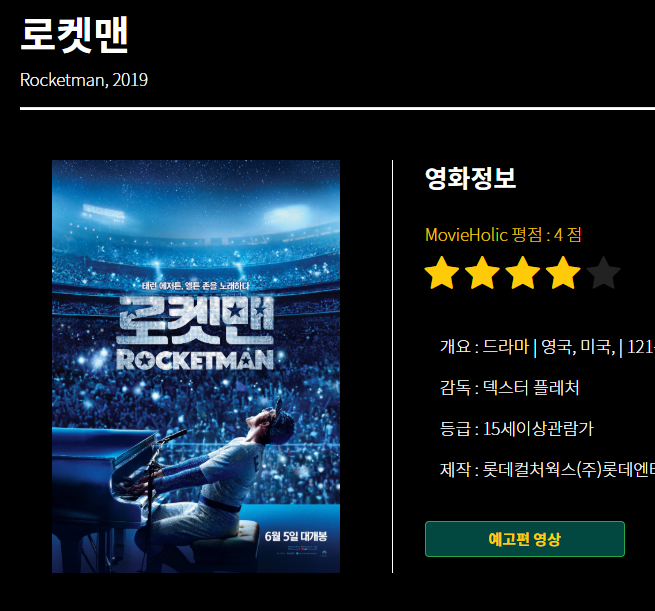 로켓맨
Rocketman, 2019
태런 에저튼, 엘튼 존을 노래하다
로켓맨
ROCKETMAN
6월 5일 대개봉
영화정보
MovieHolic 평점 : 4 점
개요 : 드라마 | 영국, 미국, | 121
감독 : 덱스터 플레처
등급 : 15세이상관람가
제작 : 롯데컬처웍스(주)롯데엔터
예고편 영상